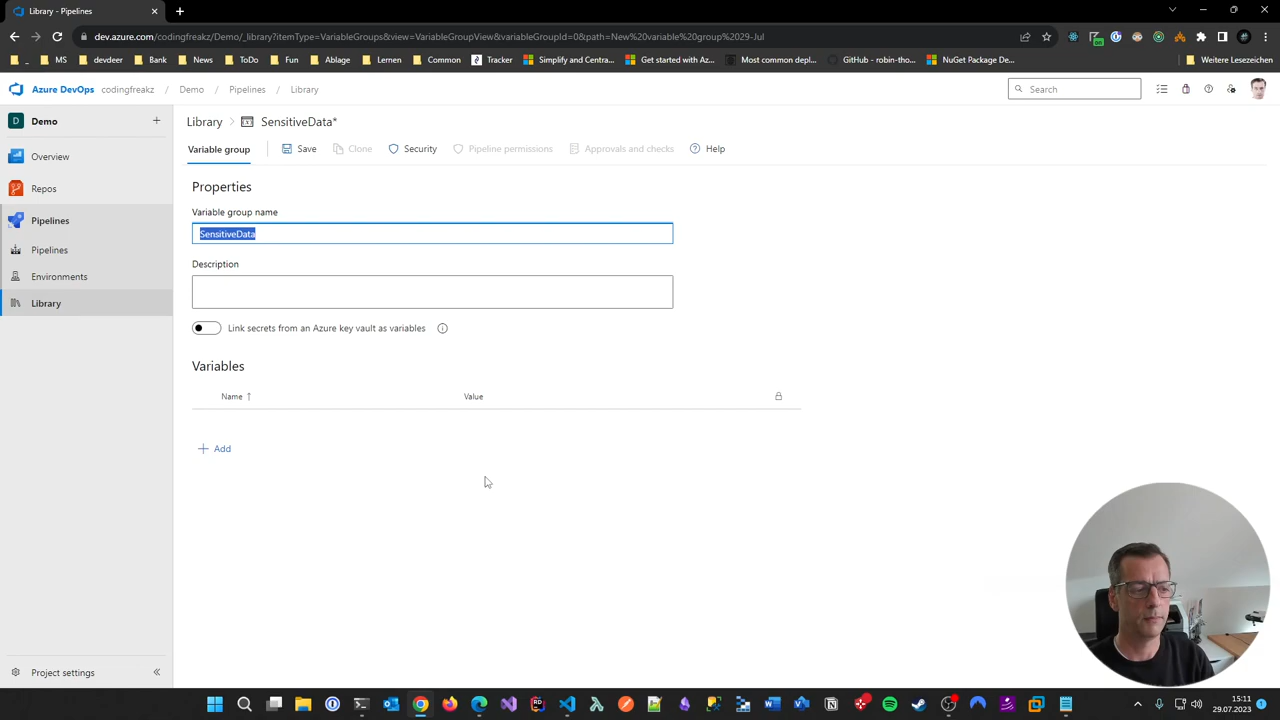 Library - Pipelines
dev.azure.com/codingfreakz/Demo/_library?itemType=VariableGroups&view=VariableGroupView&variableGroupId=0&path=New%20variable%20group%2029-Jul
MS
devdeer
Bank
News
ToDo
Fun
Ablage
Lernen
Common
Tracker
Simplify and Centra...
Get started with Az...
Most common depl...
GitHub - robin-tho...
NuGet Package De...
Weitere Lesezeichen
Azure DevOps codingfreakz / Demo / Pipelines / Library
Search
D Demo
Overview
Repos
Pipelines
Pipelines
Environments
Library
Project settings
Library > SensitiveData*
Variable group
Save
Clone
Security
Pipeline permissions
Approvals and checks
Help
Properties
Variable group name
SensitiveData
Description
Link secrets from an Azure key vault as variables
Variables
Name ↑
Value
+ Add
15:11
29.07.2023